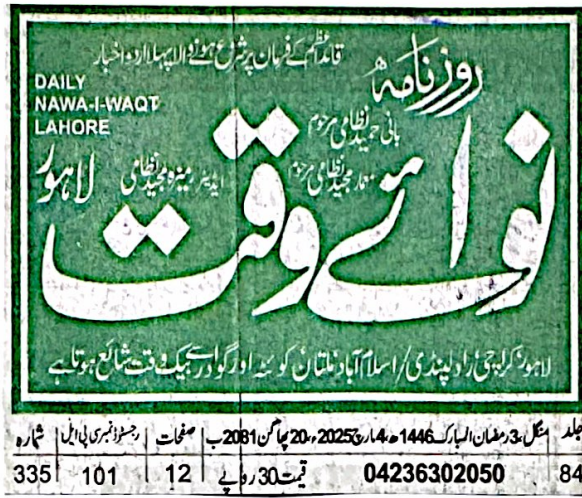 قائد اعظم کے فرمان پر شروع ہونے والا پہلا اردو اخبار
روزنامہ
DAILY
NAWA-I-WAQT
LAHORE
بانی حمید نظامی مرحوم
معمار مجید نظامی مرحوم
ایڈیٹر رمیزہ مجید نظامی
لاہور
نوائے وقت
لاہور، کراچی، راولپنڈی/اسلام آباد، ملتان، کوئٹہ اور گوادر سے بیک وقت شائع ہوتا ہے
جلد | منگل، 3 رمضان المبارک 1446ھ، 4 مارچ 2025ء، 20 پھاگن 2081ب | صفحات | رجسٹرڈ نمبر سی پی ایل | شمارہ
84 04236302050 قیمت 30 روپے 12 101 335